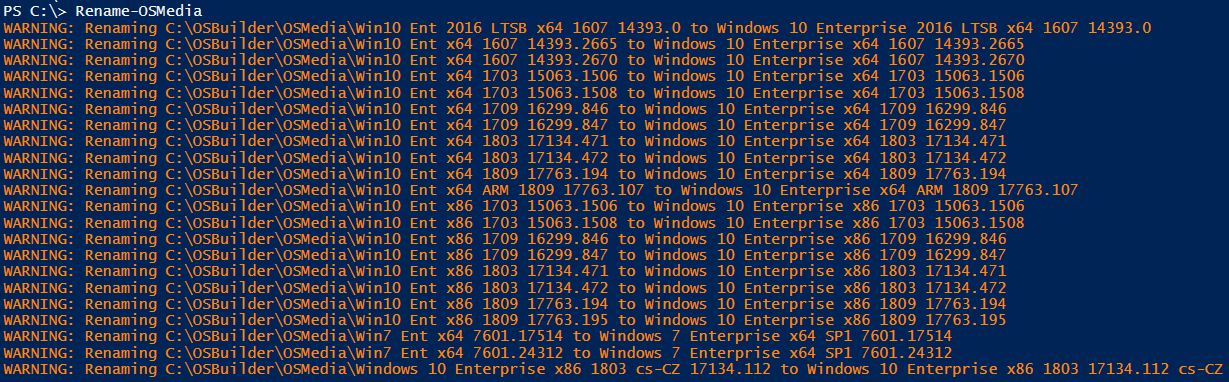 PS C:\> Rename-OSMedia
WARNING: Renaming C:\OSBuilder\OSMedia\Win10 Ent 2016 LTSB x64 1607 14393.0 to Windows 10 Enterprise 2016 LTSB x64 1607 14393.0
WARNING: Renaming C:\OSBuilder\OSMedia\Win10 Ent x64 1607 14393.2665 to Windows 10 Enterprise x64 1607 14393.2665
WARNING: Renaming C:\OSBuilder\OSMedia\Win10 Ent x64 1607 14393.2670 to Windows 10 Enterprise x64 1607 14393.2670
WARNING: Renaming C:\OSBuilder\OSMedia\Win10 Ent x64 1703 15063.1506 to Windows 10 Enterprise x64 1703 15063.1506
WARNING: Renaming C:\OSBuilder\OSMedia\Win10 Ent x64 1703 15063.1508 to Windows 10 Enterprise x64 1703 15063.1508
WARNING: Renaming C:\OSBuilder\OSMedia\Win10 Ent x64 1709 16299.846 to Windows 10 Enterprise x64 1709 16299.846
WARNING: Renaming C:\OSBuilder\OSMedia\Win10 Ent x64 1709 16299.847 to Windows 10 Enterprise x64 1709 16299.847
WARNING: Renaming C:\OSBuilder\OSMedia\Win10 Ent x64 1803 17134.471 to Windows 10 Enterprise x64 1803 17134.471
WARNING: Renaming C:\OSBuilder\OSMedia\Win10 Ent x64 1803 17134.472 to Windows 10 Enterprise x64 1803 17134.472
WARNING: Renaming C:\OSBuilder\OSMedia\Win10 Ent x64 1809 17763.194 to Windows 10 Enterprise x64 1809 17763.194
WARNING: Renaming C:\OSBuilder\OSMedia\Win10 Ent x64 ARM 1809 17763.107 to Windows 10 Enterprise x64 ARM 1809 17763.107
WARNING: Renaming C:\OSBuilder\OSMedia\Win10 Ent x86 1703 15063.1506 to Windows 10 Enterprise x86 1703 15063.1506
WARNING: Renaming C:\OSBuilder\OSMedia\Win10 Ent x86 1703 15063.1508 to Windows 10 Enterprise x86 1703 15063.1508
WARNING: Renaming C:\OSBuilder\OSMedia\Win10 Ent x86 1709 16299.846 to Windows 10 Enterprise x86 1709 16299.846
WARNING: Renaming C:\OSBuilder\OSMedia\Win10 Ent x86 1709 16299.847 to Windows 10 Enterprise x86 1709 16299.847
WARNING: Renaming C:\OSBuilder\OSMedia\Win10 Ent x86 1803 17134.471 to Windows 10 Enterprise x86 1803 17134.471
WARNING: Renaming C:\OSBuilder\OSMedia\Win10 Ent x86 1803 17134.472 to Windows 10 Enterprise x86 1803 17134.472
WARNING: Renaming C:\OSBuilder\OSMedia\Win10 Ent x86 1809 17763.194 to Windows 10 Enterprise x86 1809 17763.194
WARNING: Renaming C:\OSBuilder\OSMedia\Win10 Ent x86 1809 17763.195 to Windows 10 Enterprise x86 1809 17763.195
WARNING: Renaming C:\OSBuilder\OSMedia\Win7 Ent x64 7601.17514 to Windows 7 Enterprise x64 SP1 7601.17514
WARNING: Renaming C:\OSBuilder\OSMedia\Win7 Ent x64 7601.24312 to Windows 7 Enterprise x64 SP1 7601.24312
WARNING: Renaming C:\OSBuilder\OSMedia\Windows 10 Enterprise x86 1803 cs-CZ 17134.112 to Windows 10 Enterprise x86 1803 17134.112 cs-CZ